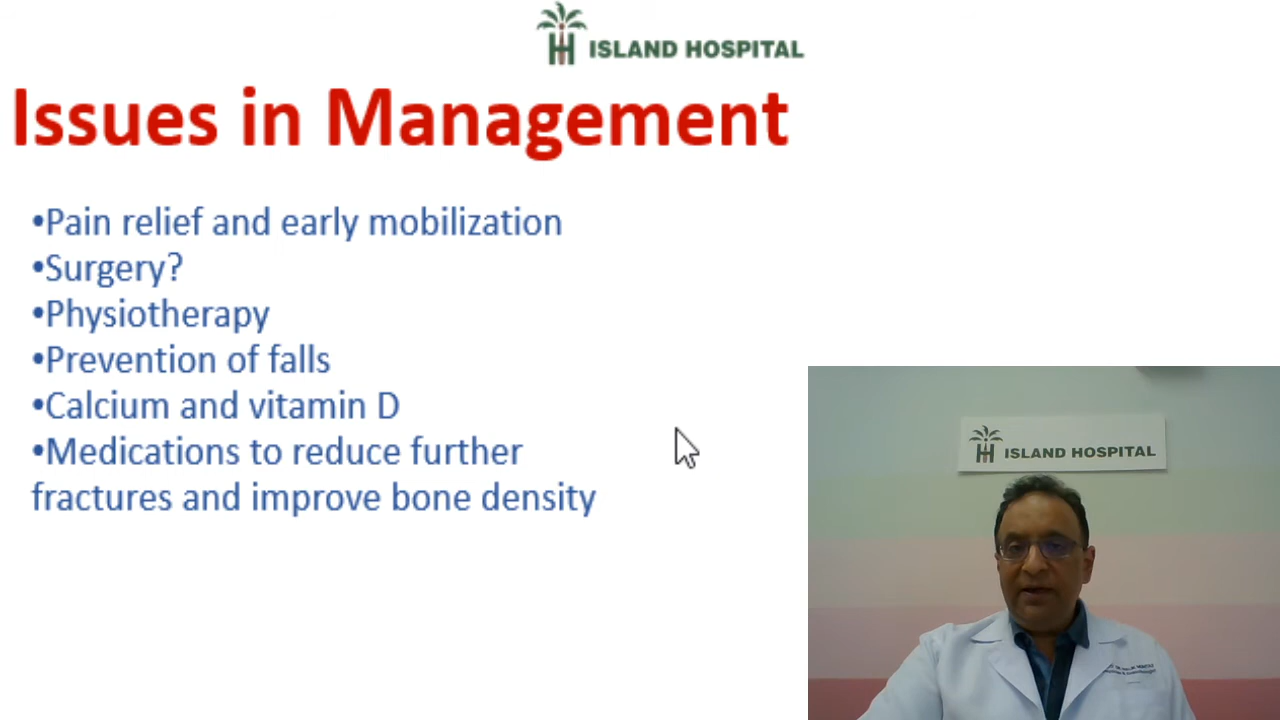 ISLAND HOSPITAL
Issues in Management
•Pain relief and early mobilization
•Surgery?
•Physiotherapy
•Prevention of falls
•Calcium and vitamin D
•Medications to reduce further
fractures and improve bone density
ISLAND HOSPITAL